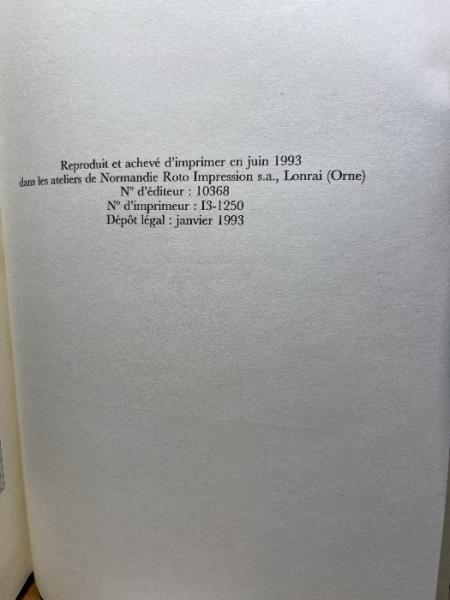 Reproduit et achevé d'imprimer en juin 1993
dans les ateliers de Normandie Roto Impression s.a., Lonrai (Orne)
N° d'éditeur : 10368
N° d'imprimeur : I3-1250
Dépôt légal : janvier 1993